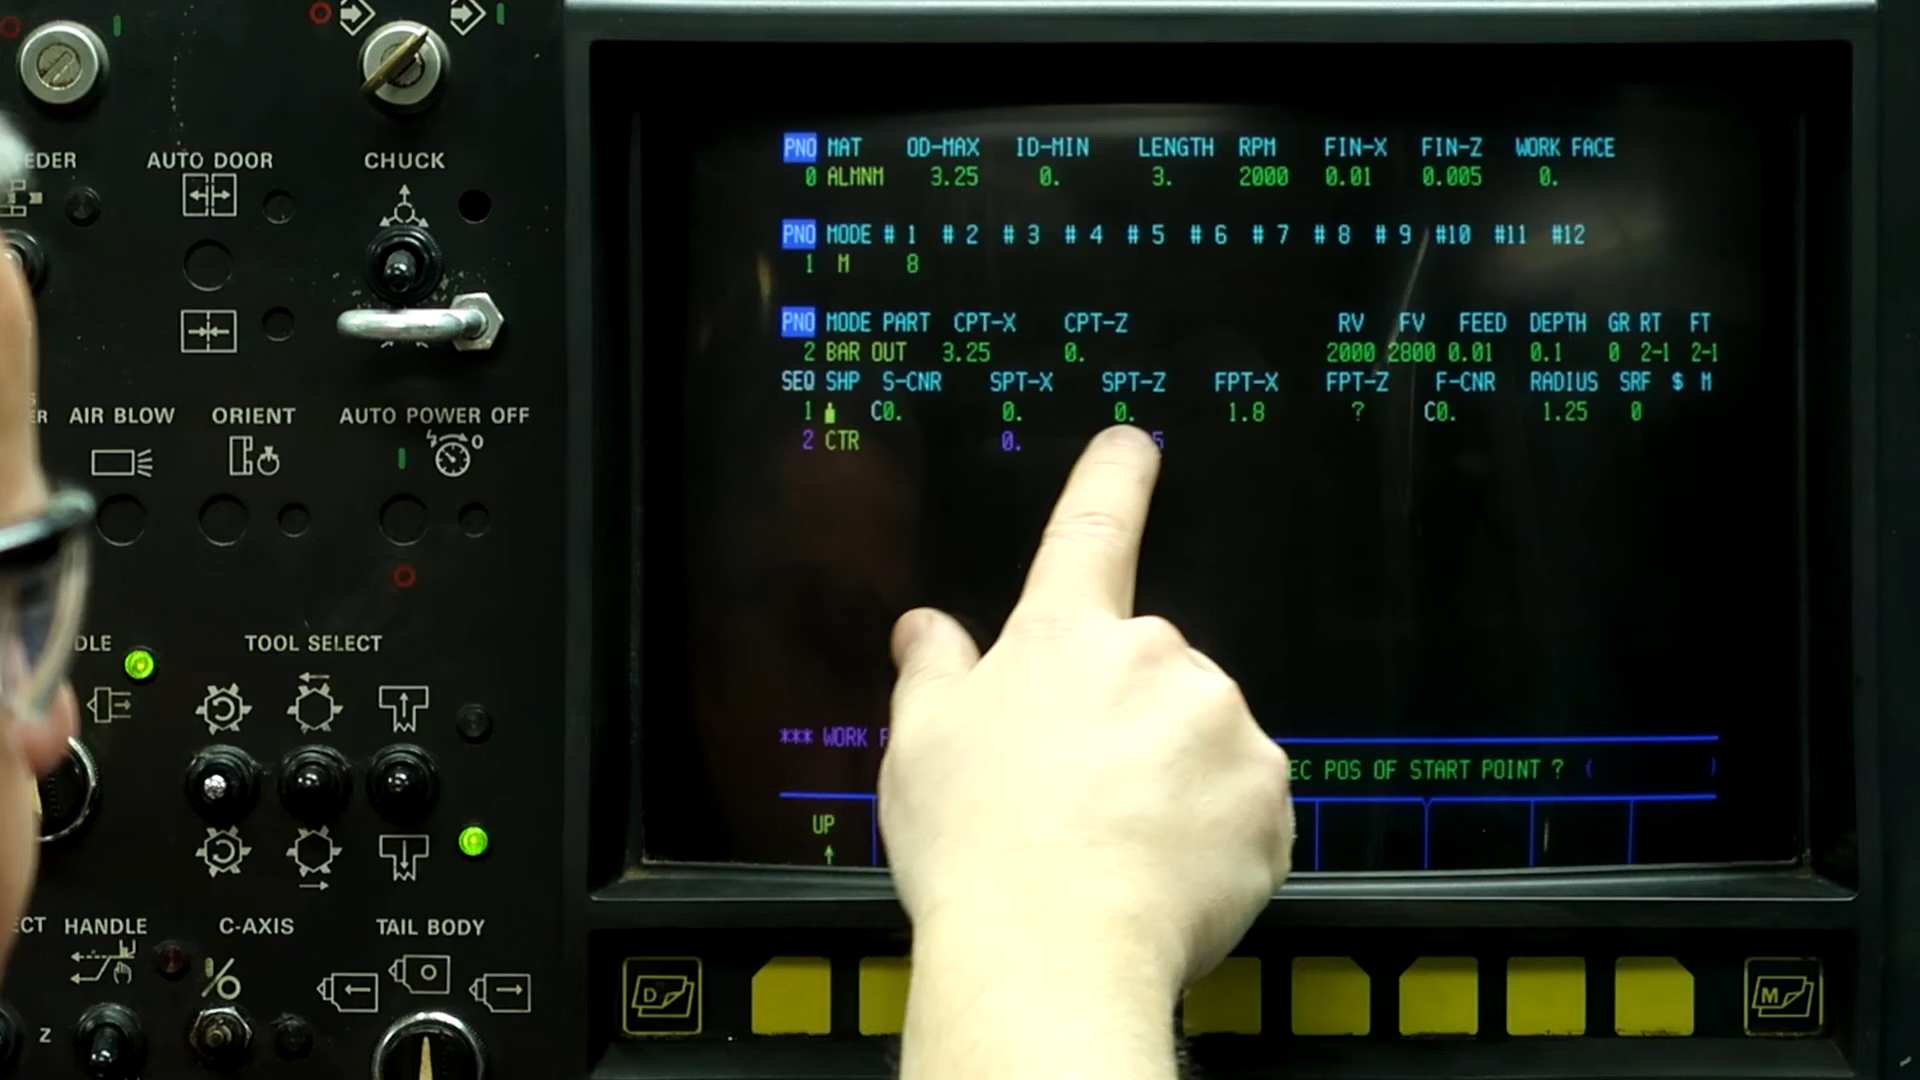 EDER
AUTO DOOR
CHUCK
AIR BLOW
ORIENT
AUTO POWER OFF
O
DLE
TOOL SELECT
ECT
HANDLE
C-AXIS
TAIL BODY
Z
PNO MAT OD-MAX ID-MIN LENGTH RPM FIN-X FIN-Z WORK FACE
0 ALMNM 3.25 0. 3. 2000 0.01 0.005 0.
PNO MODE # 1 # 2 # 3 # 4 # 5 # 6 # 7 # 8 # 9 #10 #11 #12
1 M 8
PNO MODE PART CPT-X CPT-Z RV FV FEED DEPTH GR RT FT
2 BAR OUT 3.25 0. 2000 2800 0.01 0.1 0 2-1 2-1
SEQ SHP S-CNR SPT-X SPT-Z FPT-X FPT-Z F-CNR RADIUS SRF $ M
1 C0. 0. 0. 1.8 ? C0. 1.25 0
2 CTR 0. 5
*** WORK
EC POS OF START POINT ? ( )
UP
↑
D
M